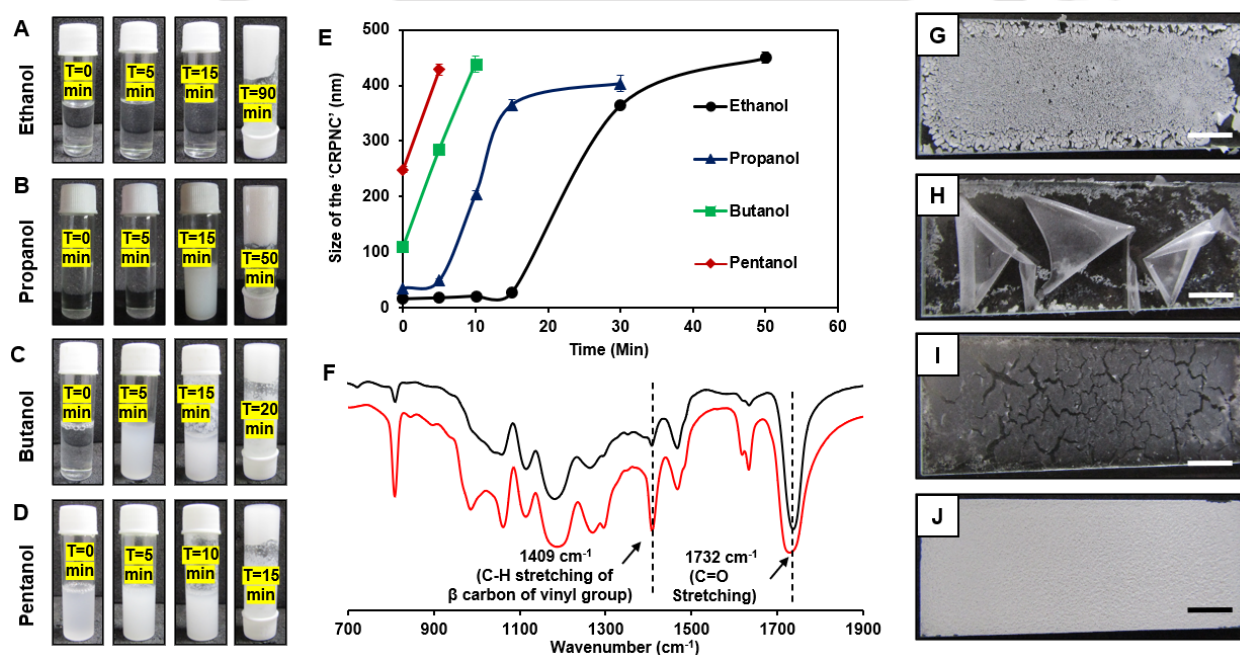 A
Ethanol
T=0
min
T=5
min
T=15
min
T=90
min
B
Propanol
T=0
min
T=5
min
T=15
min
T=50
min
C
Butanol
T=0
min
T=5
min
T=15
min
T=20
min
D
Pentanol
T=0
min
T=5
min
T=10
min
T=15
min
E
Size of the 'CRPNC' (nm)
500
400
300
200
100
0
0 10 20 30 40 50 60
Time (Min)
Ethanol
Propanol
Butanol
Pentanol
F
1409 cm⁻¹
(C-H stretching of
β carbon of vinyl group)
1732 cm⁻¹
(C=O
Stretching)
700 900 1100 1300 1500 1700 1900
Wavenumber (cm⁻¹)
G
H
I
J